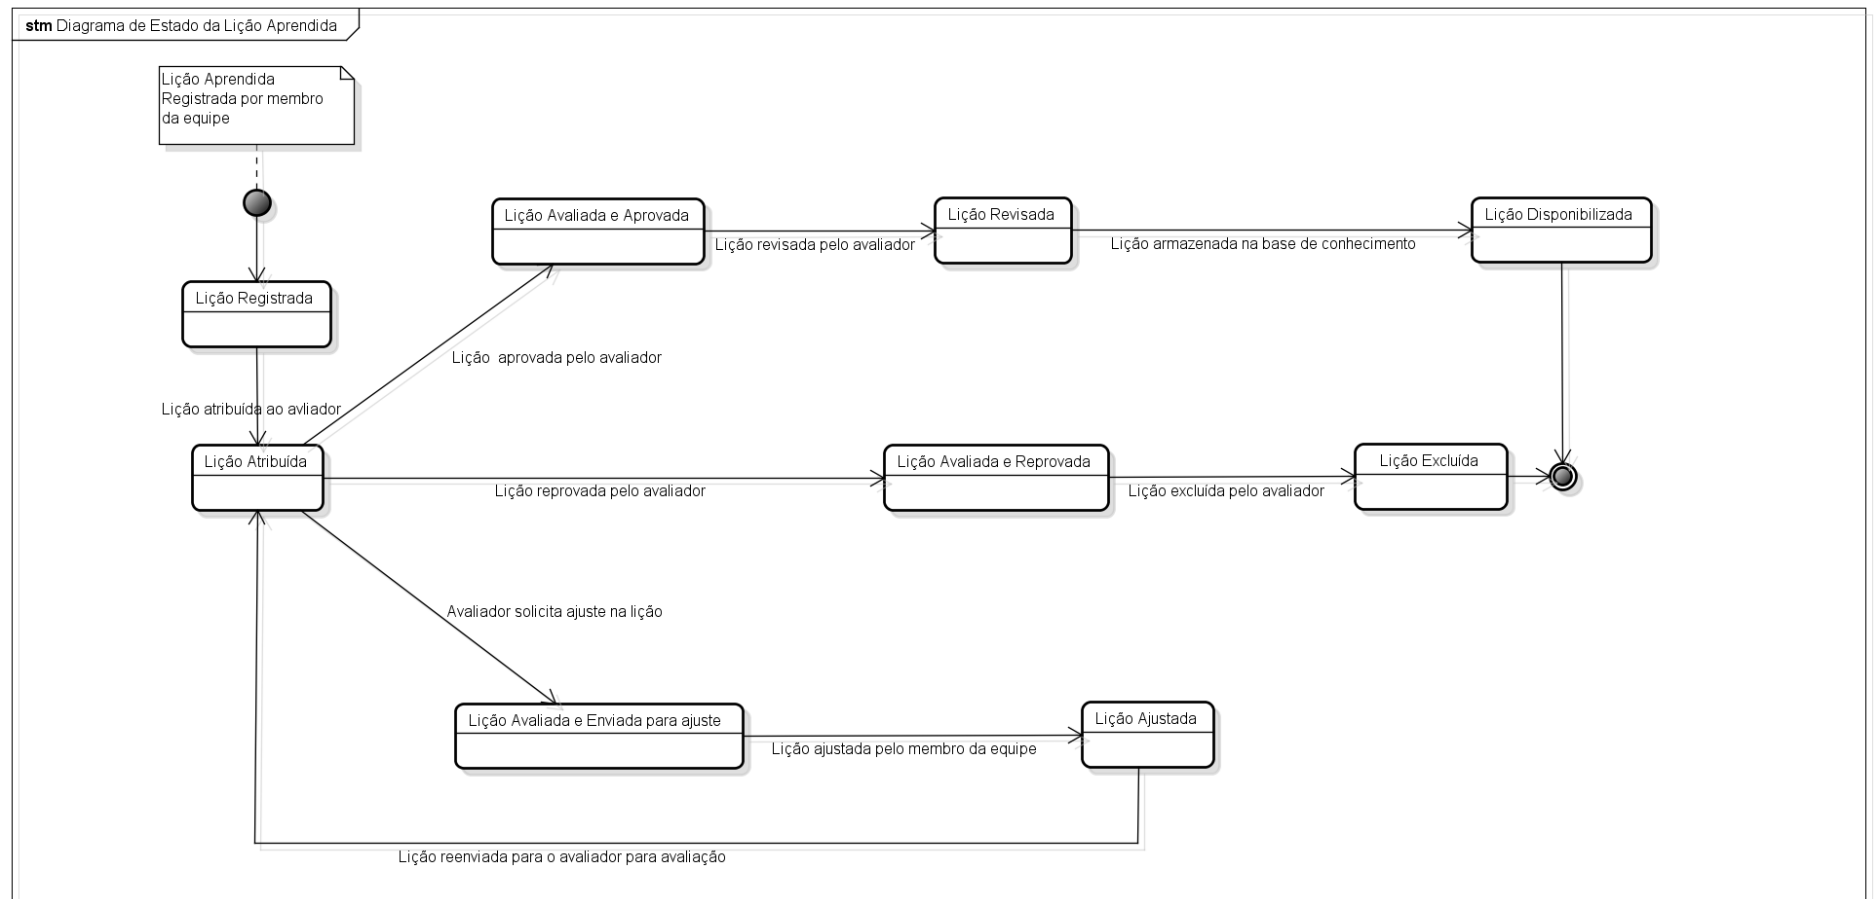 stm Diagrama de Estado da Lição Aprendida
Lição Aprendida
Registrada por membro
da equipe
Lição Avaliada e Aprovada
Lição revisada pelo avaliador
Lição Revisada
Lição armazenada na base de conhecimento
Lição Disponibilizada
Lição Registrada
Lição  aprovada pelo avaliador
Lição atribuída ao avliador
Lição Atribuída
Lição reprovada pelo avaliador
Lição Avaliada e Reprovada
Lição excluída pelo avaliador
Lição Excluída
Avaliador solicita ajuste na lição
Lição Avaliada e Enviada para ajuste
Lição ajustada pelo membro da equipe
Lição Ajustada
Lição reenviada para o avaliador para avaliação